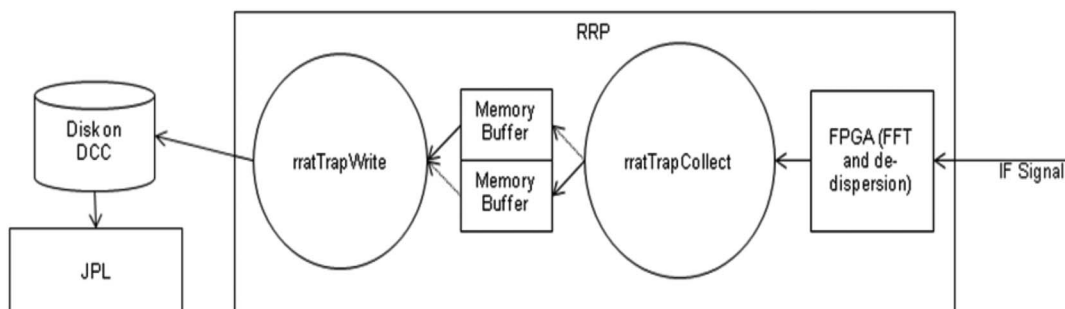 RRP
Disk on
DCC
JPL
rratTrapWrite
Memory
Buffer
Memory
Buffer
rratTrapCollect
FPGA (FFT
and de-
dispersion)
IF Signal